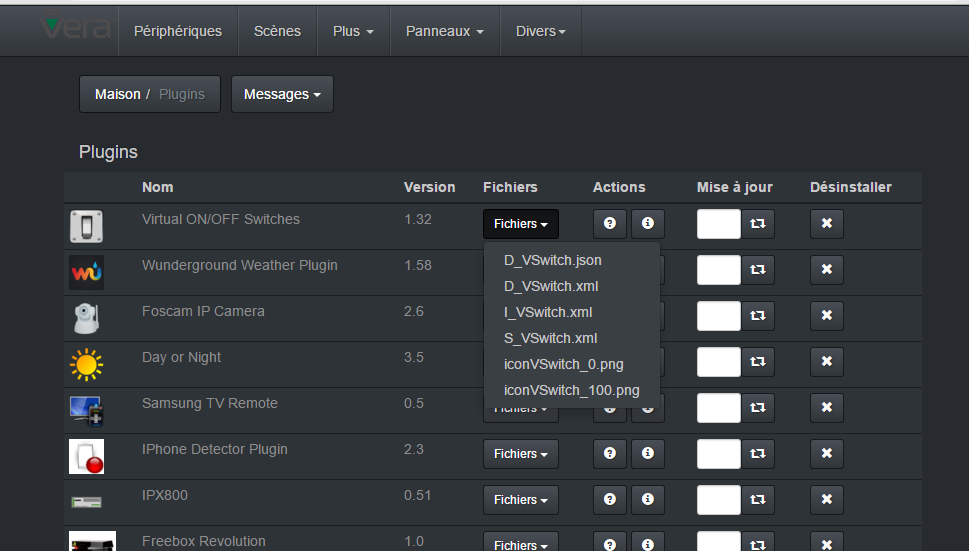 vera Périphériques Scènes Plus Panneaux Divers
Maison / Plugins Messages
Plugins
Nom Version Fichiers Actions Mise à jour Désinstaller
Virtual ON/OFF Switches 1.32 Fichiers
D_VSwitch.json
Wunderground Weather Plugin 1.58
D_VSwitch.xml
Foscam IP Camera 2.6
I_VSwitch.xml
S_VSwitch.xml
Day or Night 3.5
iconVSwitch_0.png
iconVSwitch_100.png
Samsung TV Remote 0.5 Fichiers
IPhone Detector Plugin 2.3 Fichiers
IPX800 0.51 Fichiers
Freebox Revolution 1.0 Fichiers